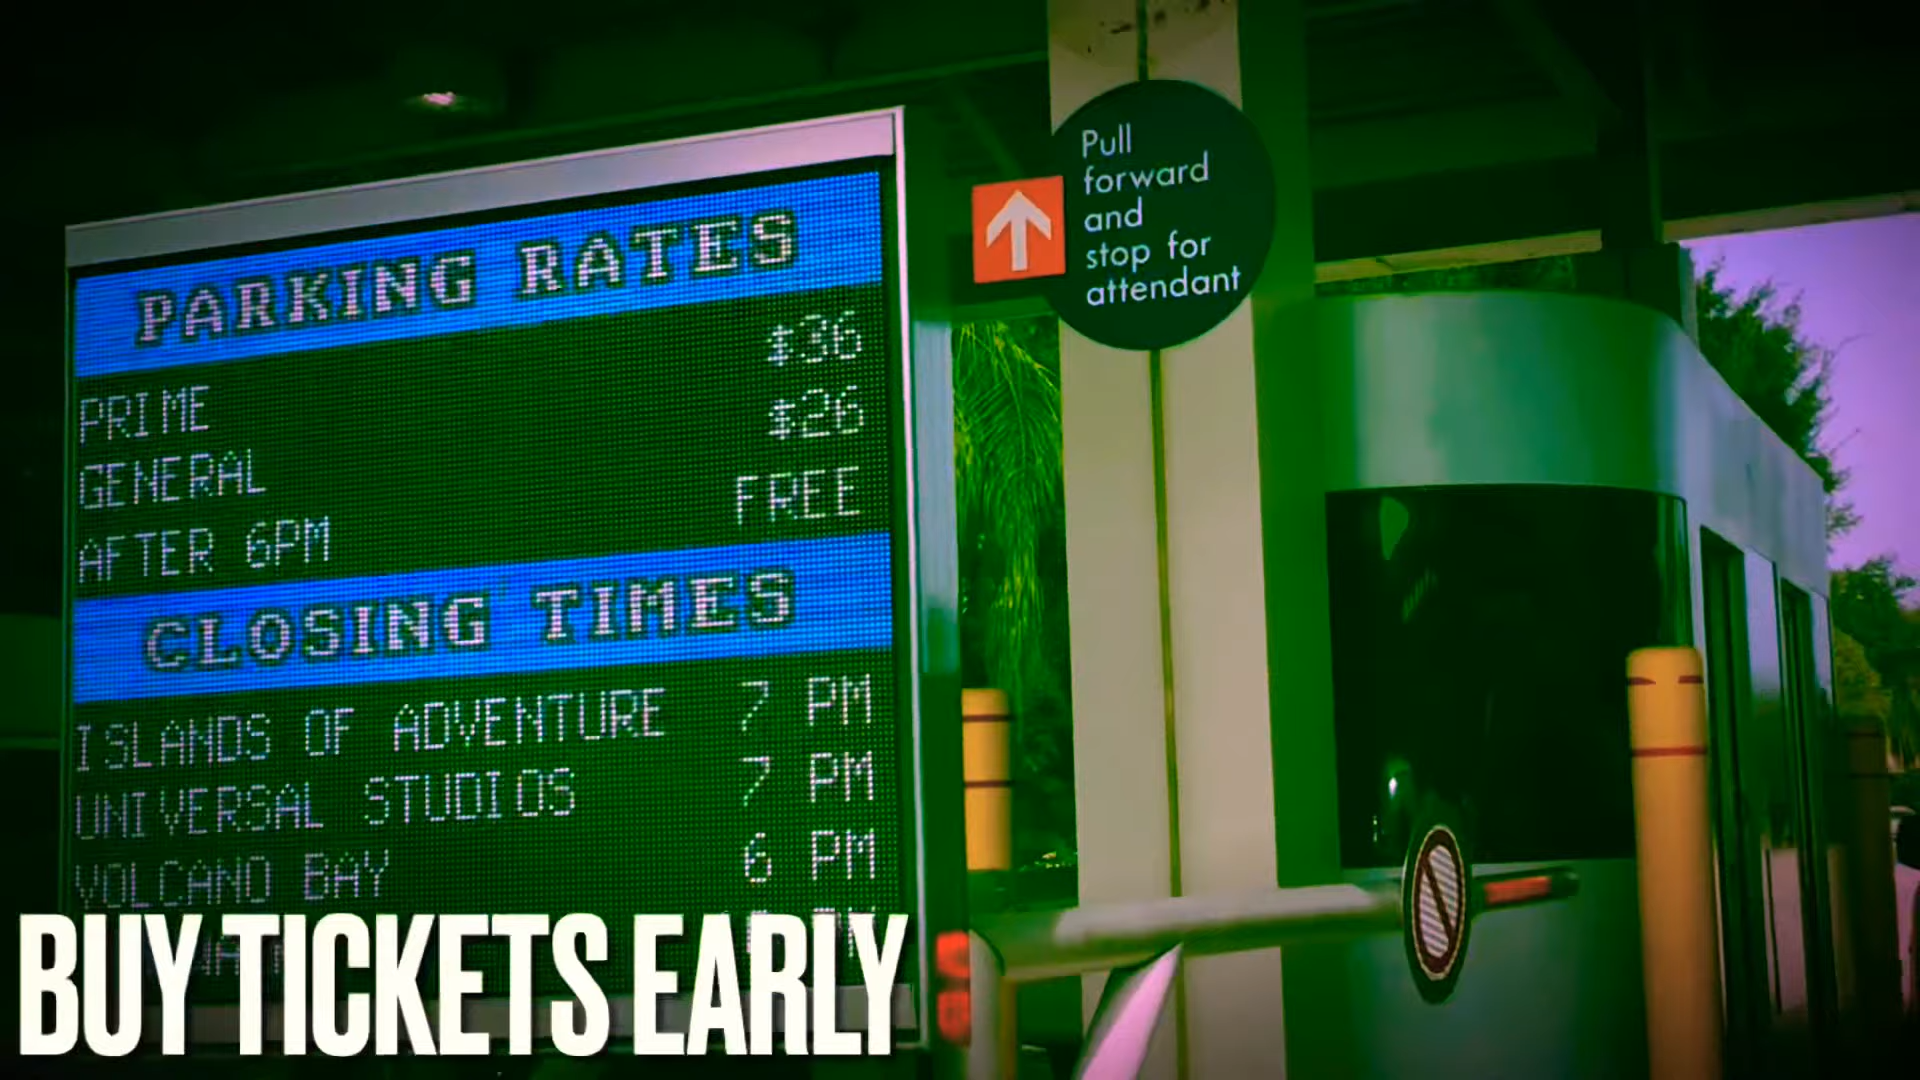 PARKING RATES
PRIME $36
GENERAL $26
AFTER 6PM FREE
CLOSING TIMES
ISLANDS OF ADVENTURE 7 PM
UNIVERSAL STUDIOS 7 PM
VOLCANO BAY 6 PM
Pull
forward
and
stop for
attendant
BUY TICKETS EARLY